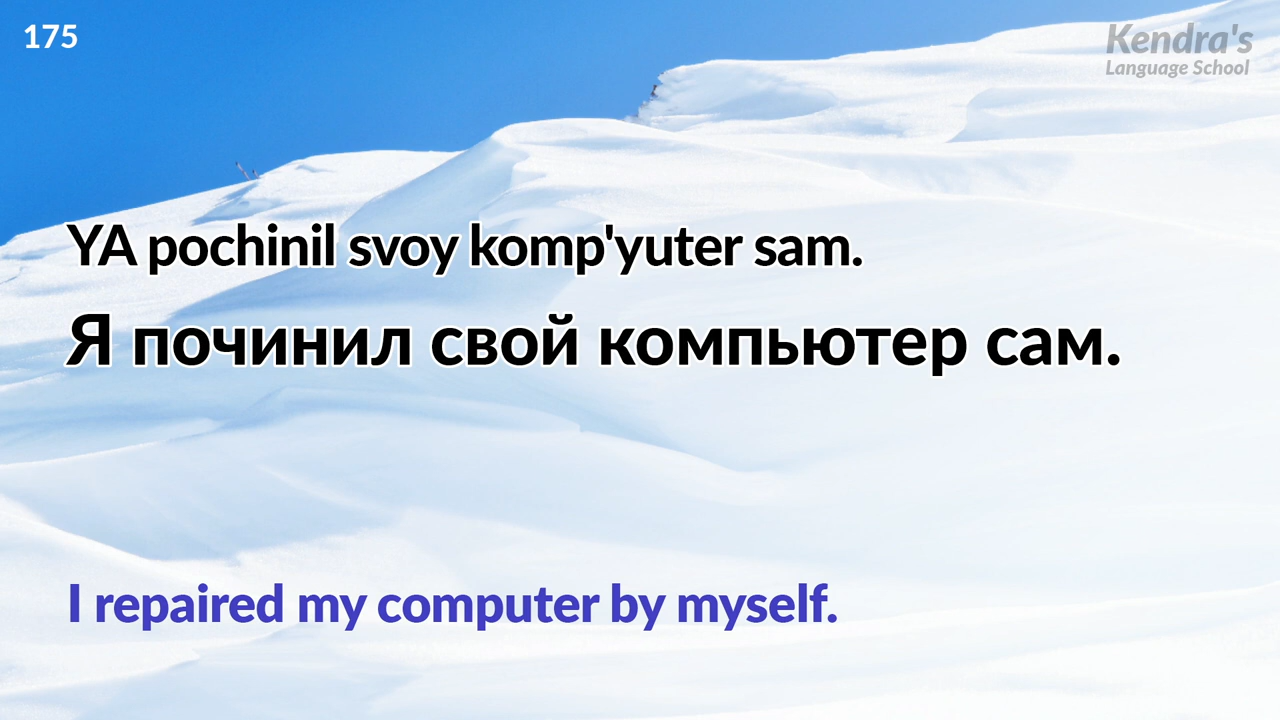 175
Kendra's
Language School
YA pochinil svoy komp'yuter sam.
Я починил свой компьютер сам.
I repaired my computer by myself.